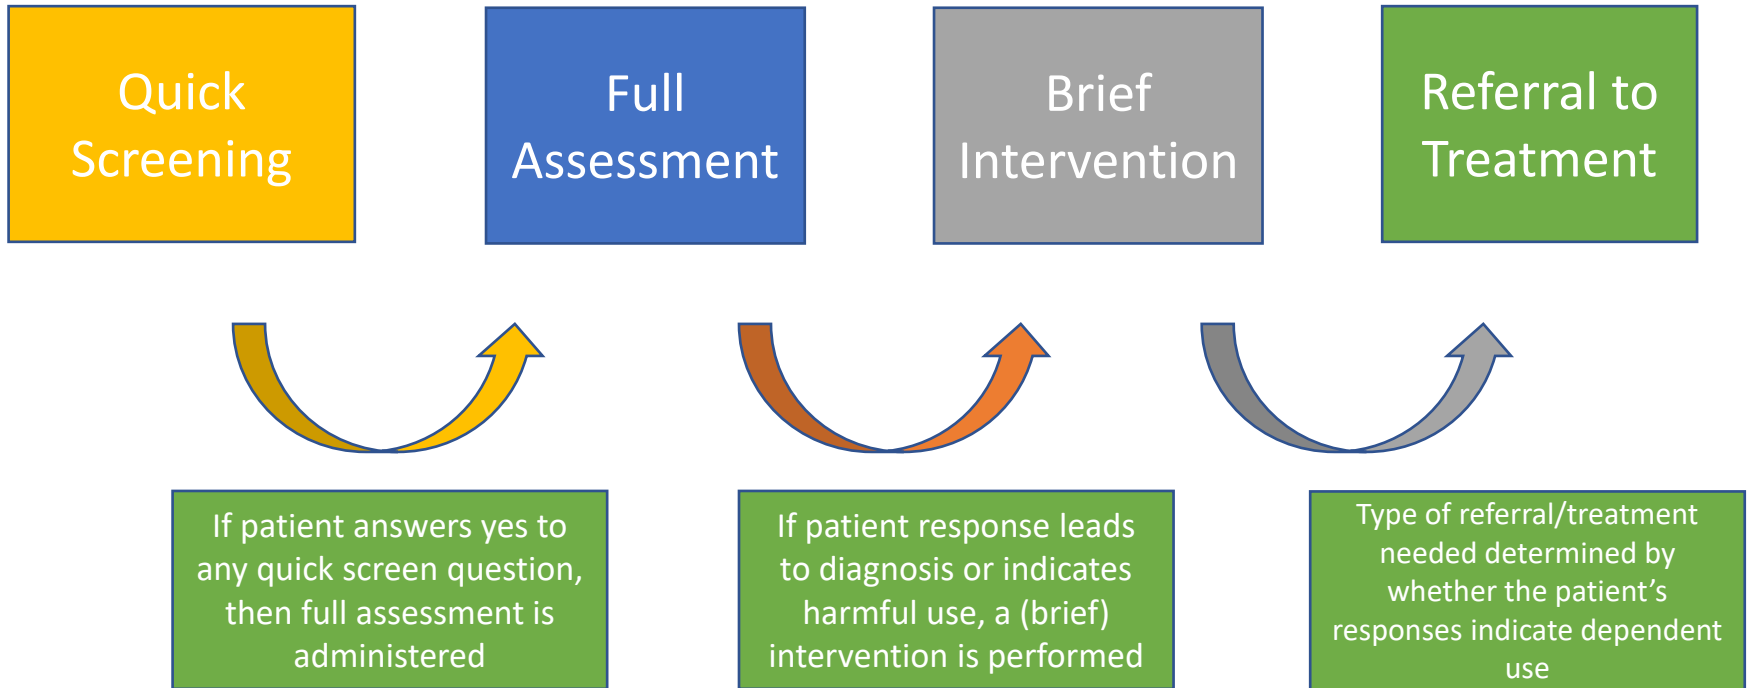 Quick
Screening
Full
Assessment
Brief
Intervention
Referral to
Treatment
If patient answers yes to
any quick screen question,
then full assessment is
administered
If patient response leads
to diagnosis or indicates
harmful use, a (brief)
intervention is performed
Type of referral/treatment
needed determined by
whether the patient’s
responses indicate dependent
use